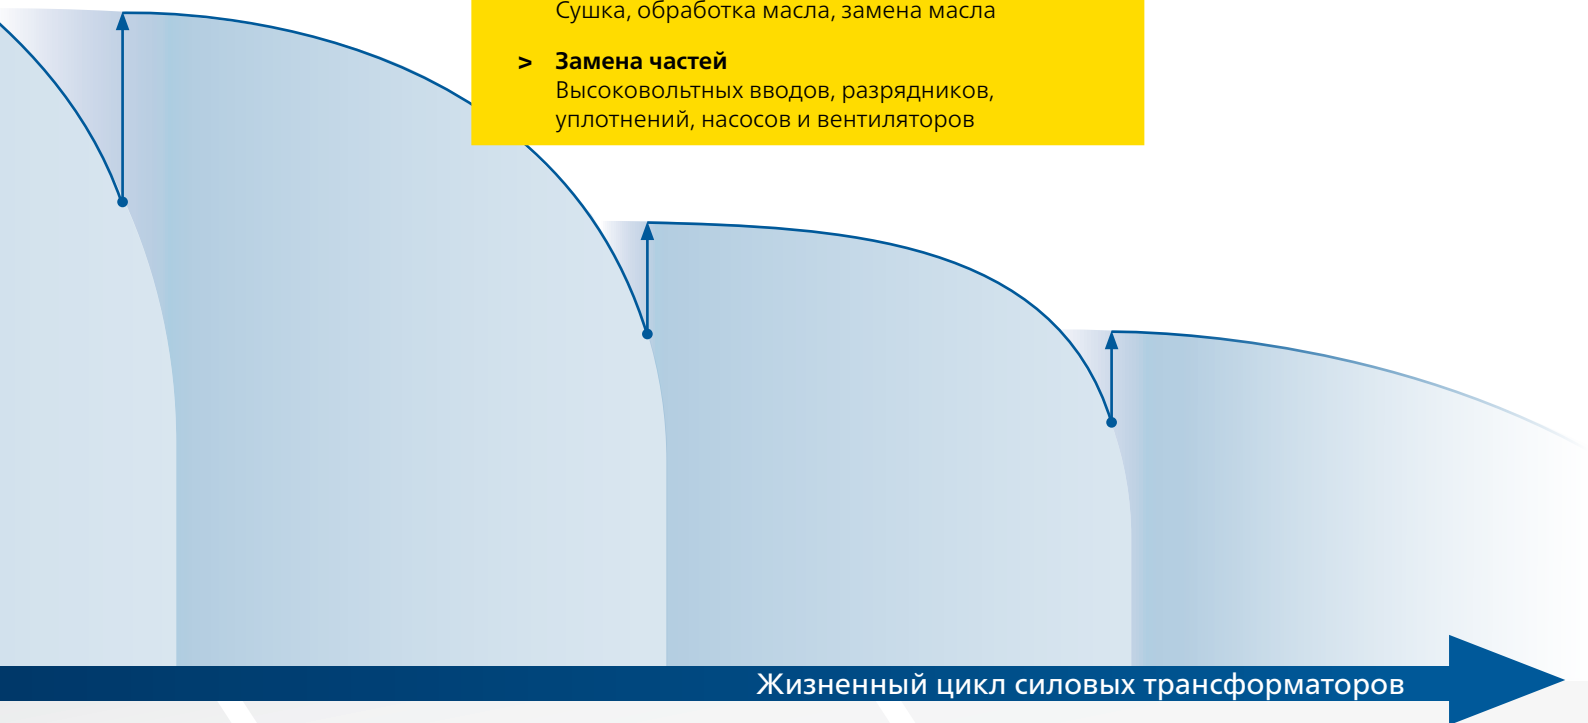 Сушка, обработка масла, замена масла
> Замена частей
Высоковольтных вводов, разрядников,
уплотнений, насосов и вентиляторов
Жизненный цикл силовых трансформаторов